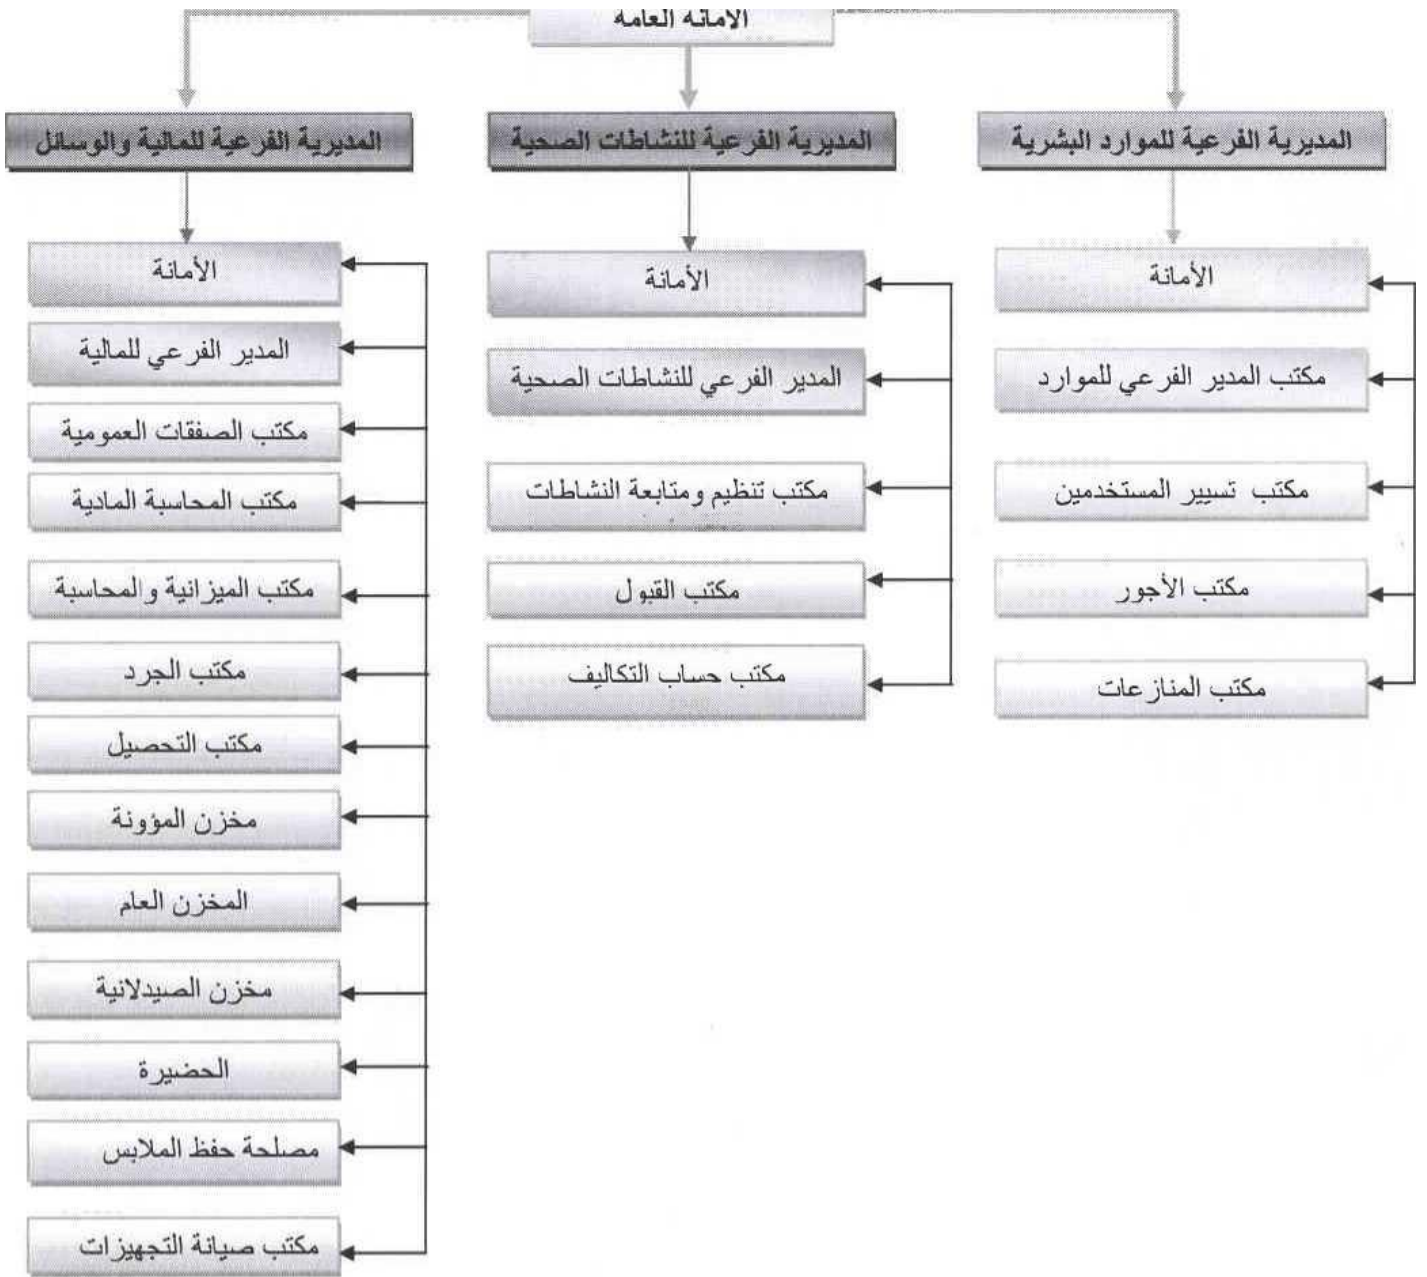 الأمانة العامة
المديرية الفرعية للموارد البشرية
الأمانة
مكتب المدير الفرعي للموارد
مكتب تسيير المستخدمين
مكتب الأجور
مكتب المنازعات
المديرية الفرعية للنشاطات الصحية
الأمانة
المدير الفرعي للنشاطات الصحية
مكتب تنظيم ومتابعة النشاطات
مكتب القبول
مكتب حساب التكاليف
المديرية الفرعية للمالية والوسائل
الأمانة
المدير الفرعي للمالية
مكتب الصفقات العمومية
مكتب المحاسبة المادية
مكتب الميزانية والمحاسبة
مكتب الجرد
مكتب التحصيل
مخزن المؤونة
المخزن العام
مخزن الصيدلانية
الحضيرة
مصلحة حفظ الملابس
مكتب صيانة التجهيزات